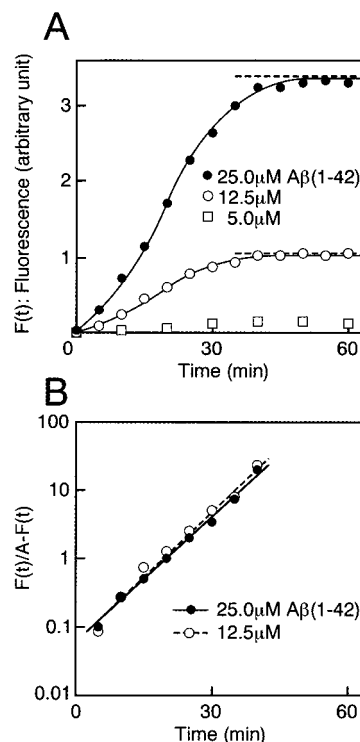 A
F(t): Fluorescence (arbitrary unit)
3
2
1
0
25.0μM Aβ(1-42)
12.5μM
5.0μM
0
30
60
Time (min)
B
F(t)/A-F(t)
100
10
1
0.1
0.01
25.0μM Aβ(1-42)
12.5μM
0
30
60
Time (min)